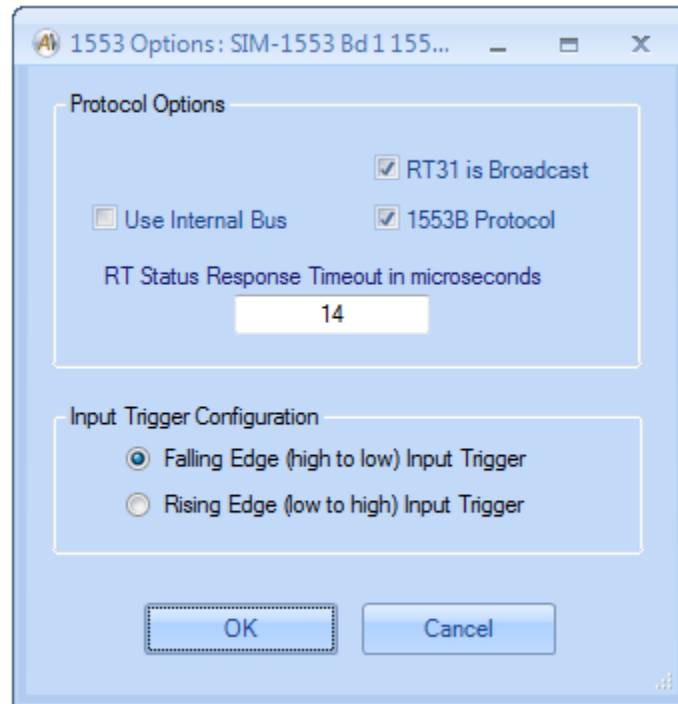 1553 Options: SIM-1553 Bd 1 155...
Protocol Options
RT31 is Broadcast
Use Internal Bus
1553B Protocol
RT Status Response Timeout in microseconds
14
Input Trigger Configuration
Falling Edge (high to low) Input Trigger
Rising Edge (low to high) Input Trigger
OK
Cancel